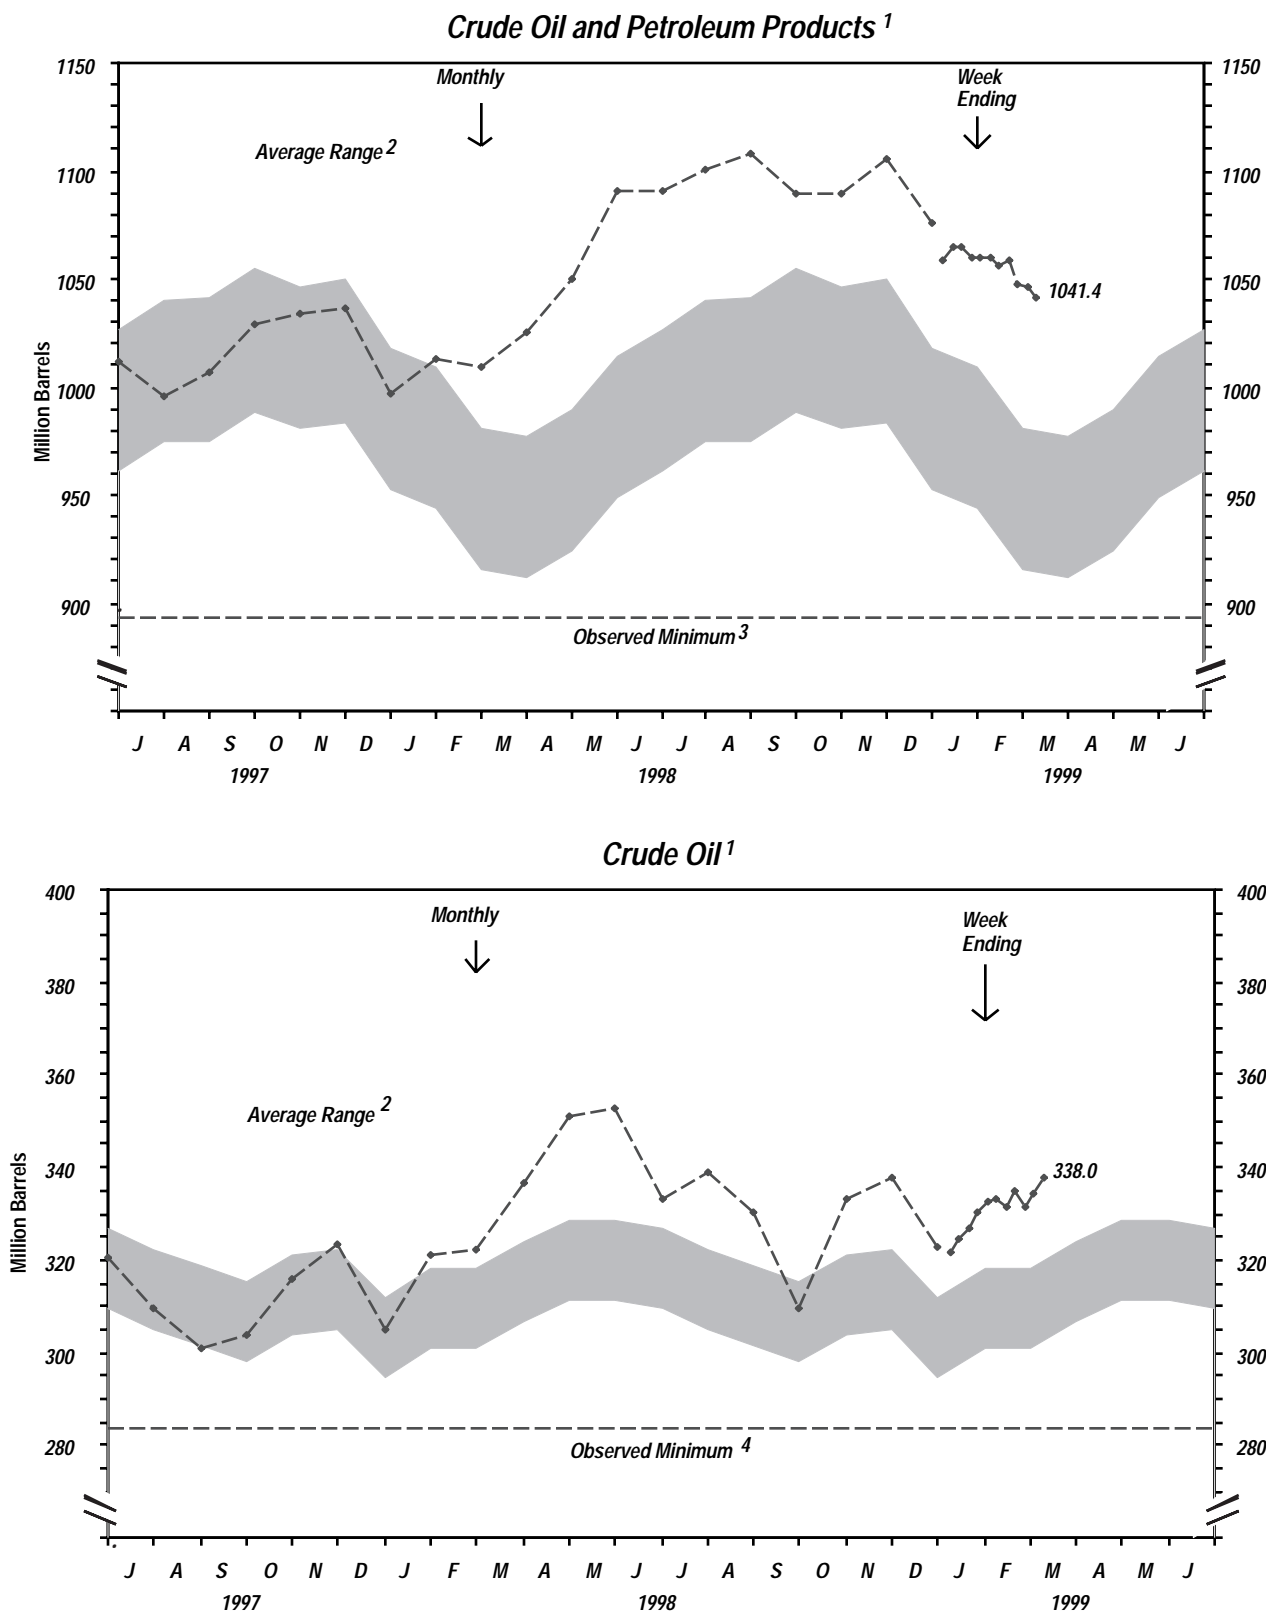 Crude Oil and Petroleum Products 1
1150 1150
Monthly
Week
Ending
Average Range 2
1100 1100
1050 1050
1041.4
Million Barrels
1000 1000
950 950
900 900
Observed Minimum 3
J A S O N D J F M A M J J A S O N D J F M A M J
1997 1998 1999
Crude Oil 1
400 400
Monthly
Week
Ending
380 380
360 360
Average Range 2
340 340
338.0
Million Barrels
320 320
300 300
280 280
Observed Minimum 4
J A S O N D J F M A M J J A S O N D J F M A M J
1997 1998 1999